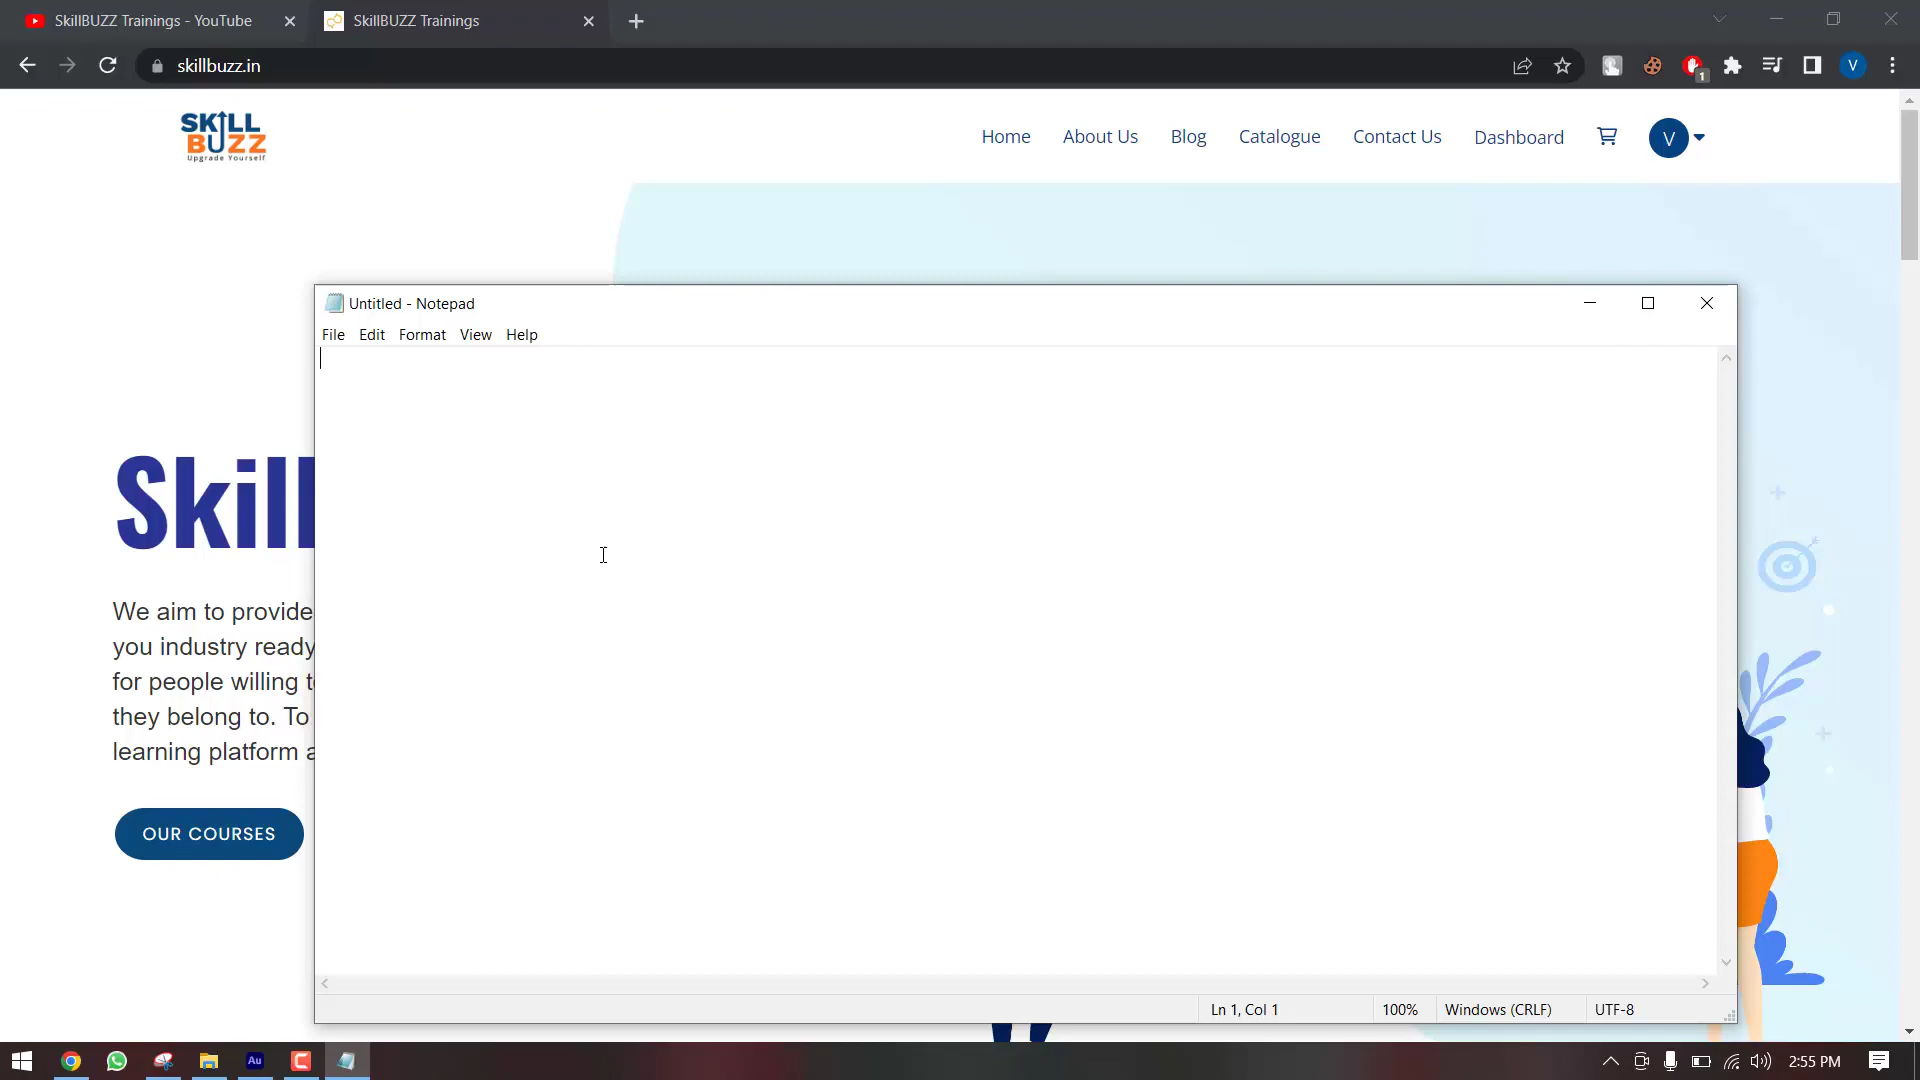 SkillBUZZ Trainings - YouTube
SkillBUZZ Trainings
skillbuzz.in
1
V
SKILL
BUZZ
Upgrade Yourself
Home
About Us
Blog
Catalogue
Contact Us
Dashboard
V
Untitled - Notepad
File Edit Format View Help
Skill
We aim to provide
you industry ready
for people willing t
they belong to. To
learning platform a
OUR COURSES
Ln 1, Col 1
100%
Windows (CRLF)
UTF-8
Au
2:55 PM